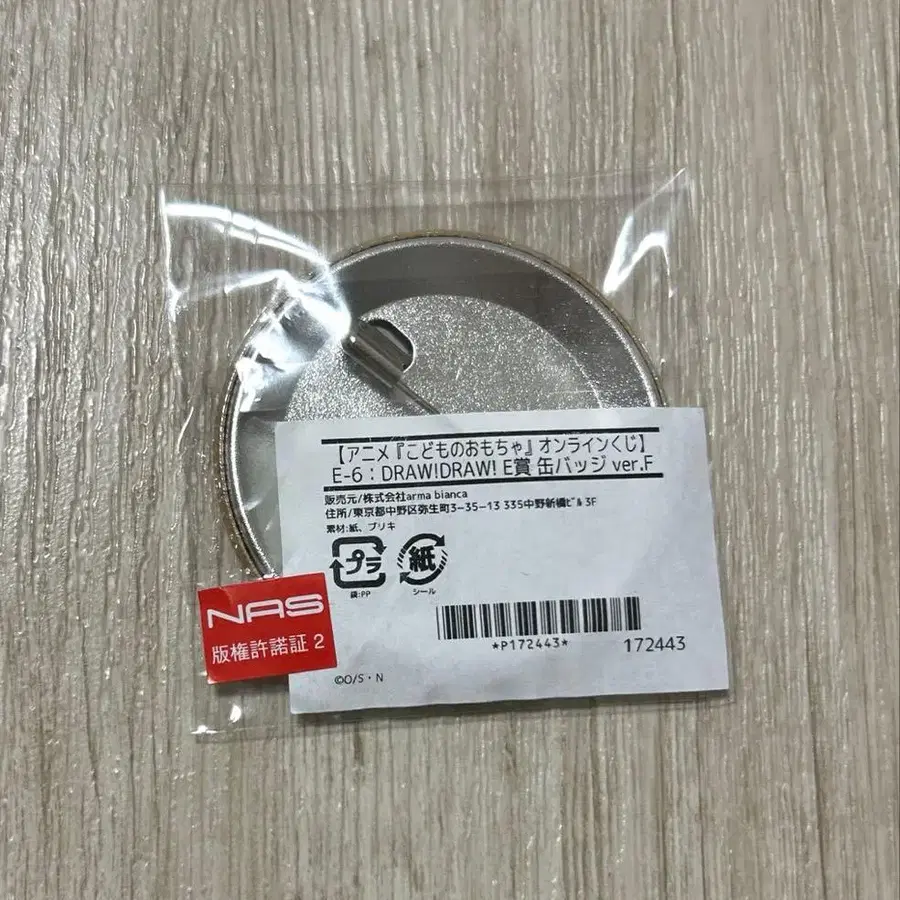 【アニメ『こどものおもちゃ』オンラインくじ】
E-6：DRAW!DRAW! E賞 缶バッジ ver.F
販売元/株式会社arma bianca
住所/東京都中野区弥生町3-35-13 335中野新橋ﾋﾞﾙ 3F
素材:紙、ブリキ
プラ
紙
袋:PP
シール
*P172443*
172443
©O/S・N
NAS
版権許諾証 2